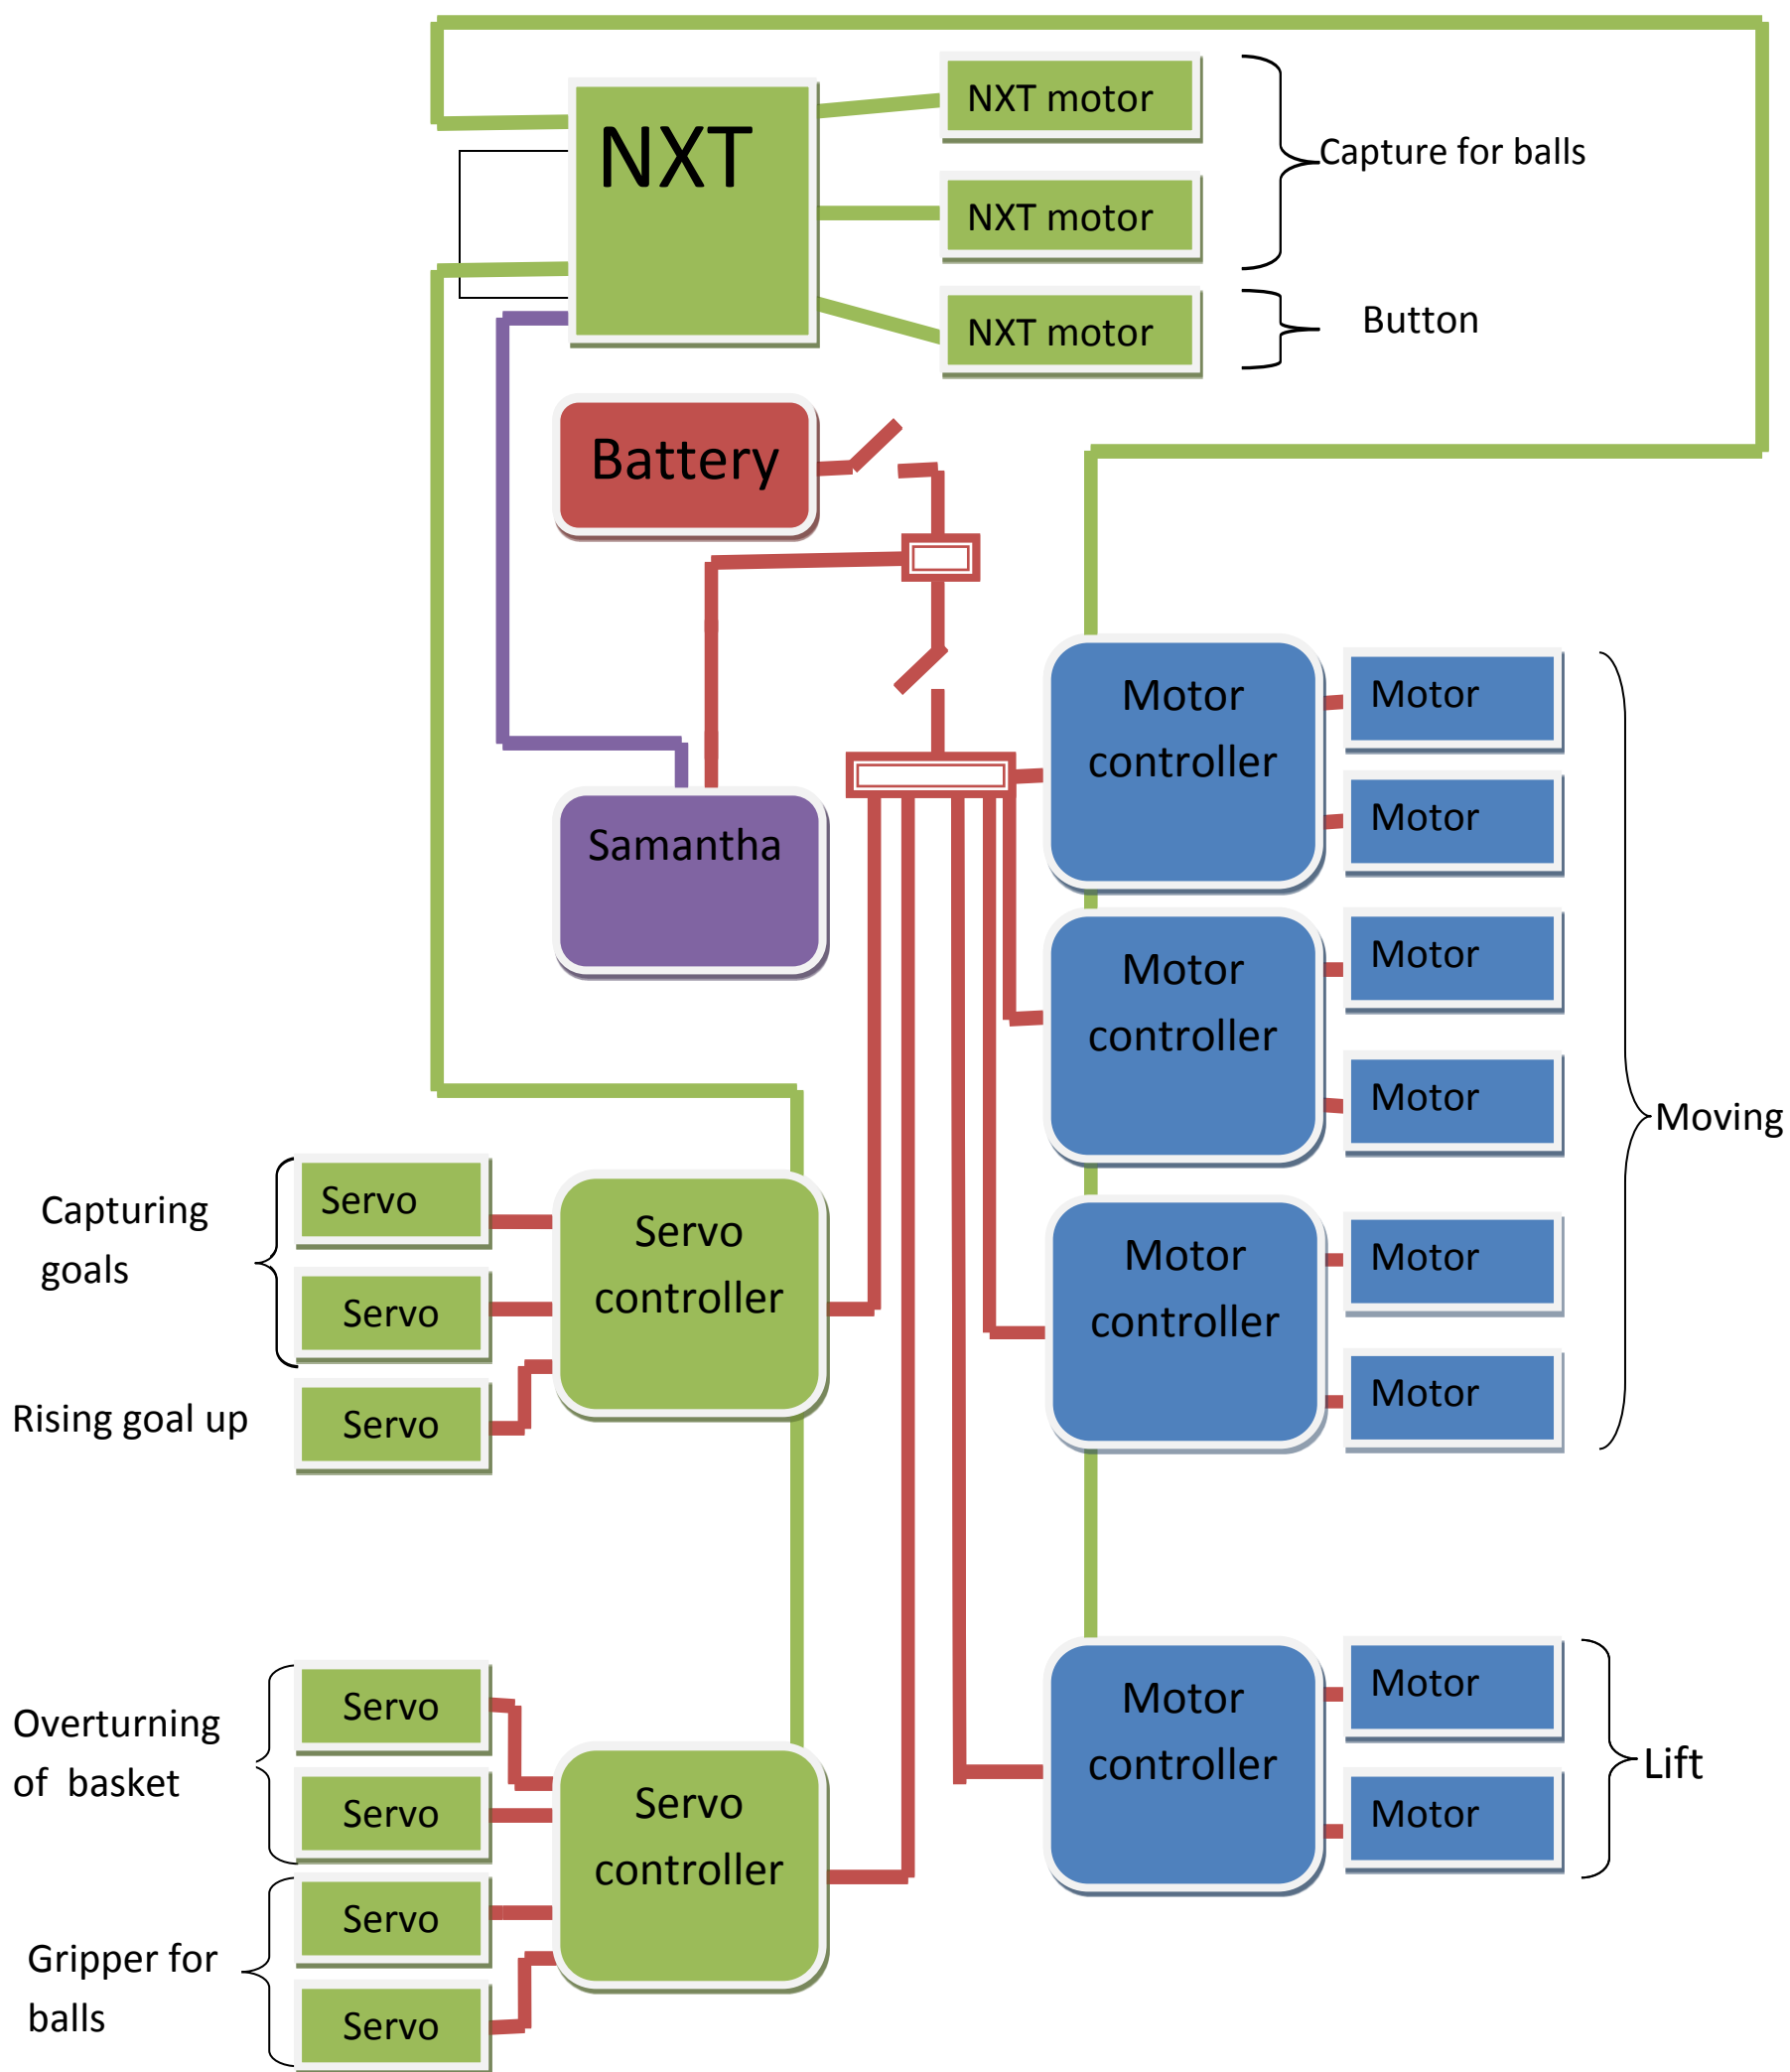 NXT
NXT motor
NXT motor
NXT motor
Capture for balls
Button
Battery
Samantha
Motor
controller
Motor
Motor
Motor
controller
Motor
Motor
Motor
controller
Motor
Motor
Moving
Capturing
goals
Servo
Servo
Rising goal up
Servo
Servo
controller
Overturning
of  basket
Servo
Servo
Gripper for
balls
Servo
Servo
Servo
controller
Motor
controller
Motor
Motor
Lift